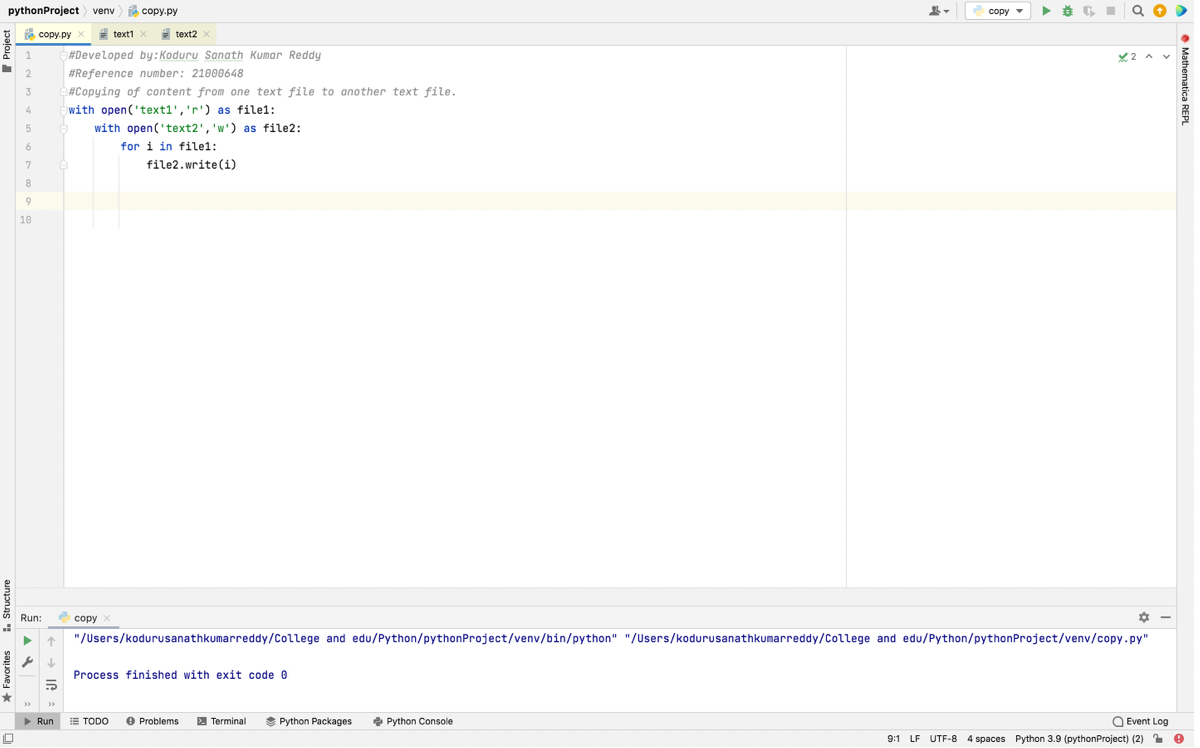 pythonProject venv copy.py
copy
copy.py text1 text2
Project
Mathematica REPL
2
1 #Developed by:Koduru Sanath Kumar Reddy
2 #Reference number: 21000648
3 #Copying of content from one text file to another text file.
4 with open('text1','r') as file1:
5     with open('text2','w') as file2:
6         for i in file1:
7             file2.write(i)
8
9
10
Structure
Favorites
Run: copy
"/Users/kodurusanathkumarreddy/College and edu/Python/pythonProject/venv/bin/python" "/Users/kodurusanathkumarreddy/College and edu/Python/pythonProject/venv/copy.py"
Process finished with exit code 0
Run TODO Problems Terminal Python Packages Python Console Event Log
9:1 LF UTF-8 4 spaces Python 3.9 (pythonProject) (2)